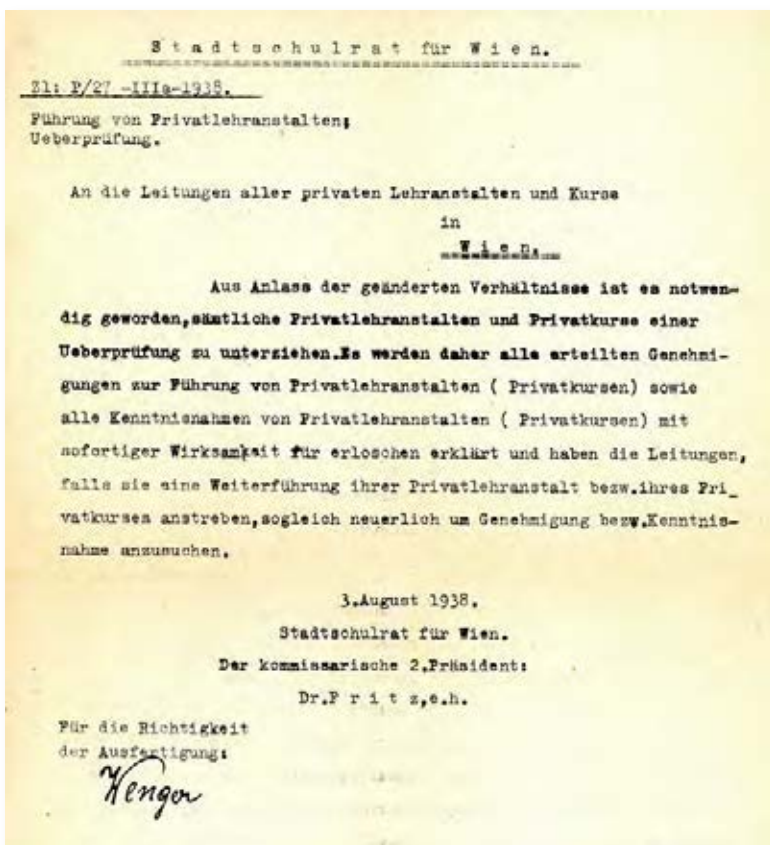 Stadtschulrat für Wien.
Zl: P/27 -IIIa-1938.
Führung von Privatlehranstalten;
Ueberprüfung.
An die Leitungen aller privaten Lehranstalten und Kurse
in
Wien.
Aus Anlass der geänderten Verhältnisse ist es notwen-
dig geworden,sämtliche Privatlehranstalten und Privatkurse einer
Ueberprüfung zu unterziehen.Es werden daher alle erteilten Genehmi-
gungen zur Führung von Privatlehranstalten ( Privatkursen) sowie
alle Kenntnisnahmen von Privatlehranstalten ( Privatkursen) mit
sofortiger Wirksamkeit für erloschen erklärt und haben die Leitungen,
falls sie eine Weiterführung ihrer Privatlehranstalt bezw.ihres Pri_
vatkurses anstreben,sogleich neuerlich um Genehmigung bezw.Kenntnis-
nahme anzusuchen.
3.August 1938.
Stadtschulrat für Wien.
Der kommissarische 2.Präsident:
Dr.F r i t z,e.h.
Für die Richtigkeit
der Ausfertigung:
Wenger